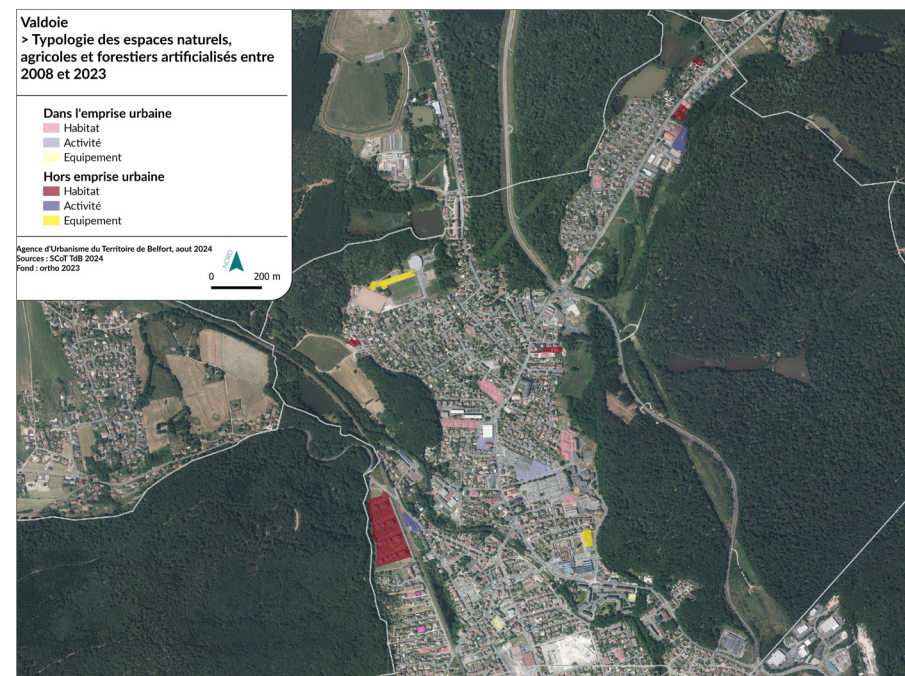 Valdoie
> Typologie des espaces naturels,
agricoles et forestiers artificialisés entre
2008 et 2023
Dans l'emprise urbaine
Habitat
Activité
Equipement
Hors emprise urbaine
Habitat
Activité
Equipement
Agence d'Urbanisme du Territoire de Belfort, aout 2024
Sources : SCoT TdB 2024
Fond : ortho 2023
NORD
0 200 m